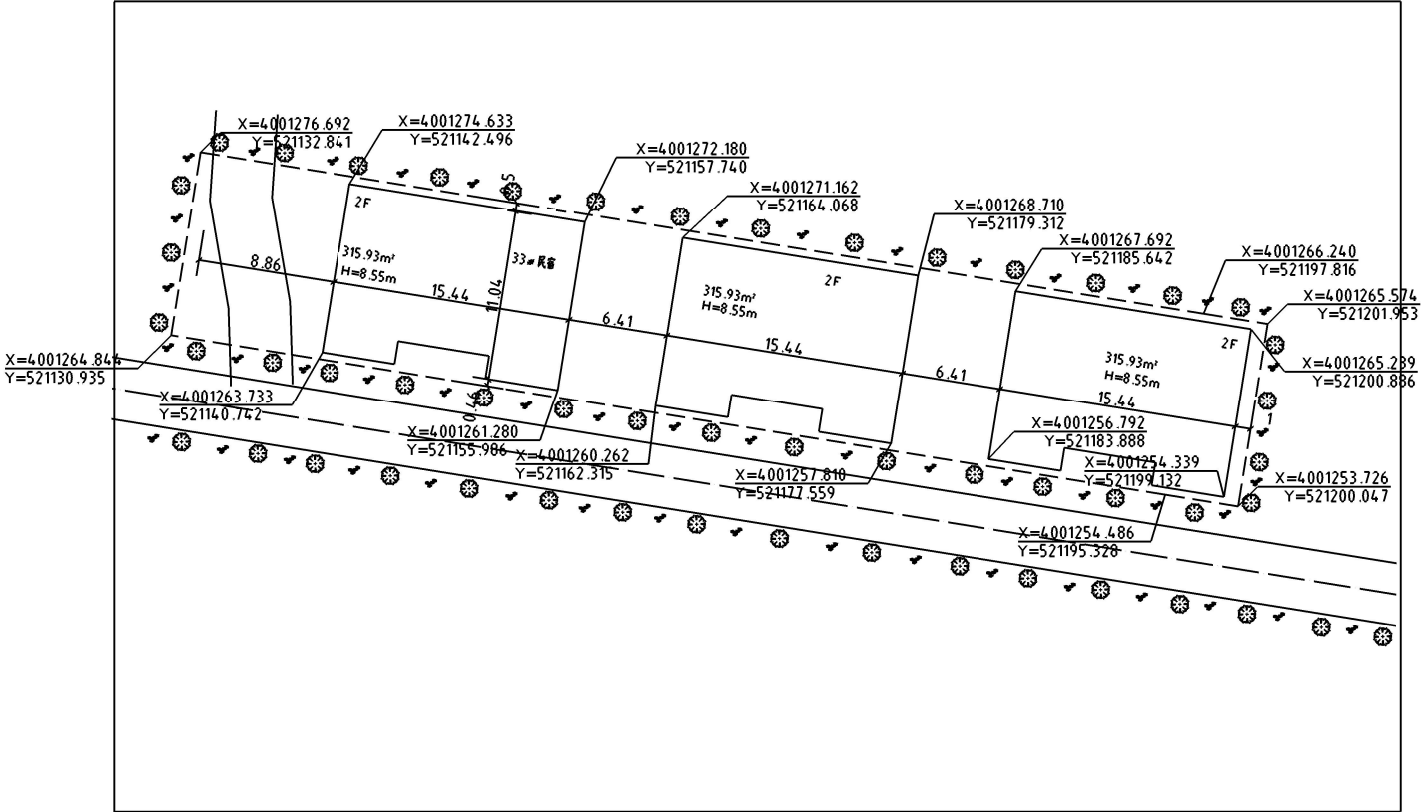 X=4001276.692
Y=521132.841
X=4001274.633
Y=521142.496
X=4001272.180
Y=521157.740
X=4001271.162
Y=521164.068
X=4001268.710
Y=521179.312
X=4001267.692
Y=521185.642
X=4001266.240
Y=521197.816
X=4001265.574
Y=521201.953
2F
315.93m²
H=8.55m
33#民宿
8.86
15.44
11.04
6.41
2F
315.93m²
H=8.55m
15.44
6.41
2F
315.93m²
H=8.55m
15.44
1
X=4001265.239
Y=521200.886
X=4001264.844
Y=521130.935
X=4001263.733
Y=521140.742
0.46
X=4001261.280
Y=521155.986
X=4001260.262
Y=521162.315
X=4001257.810
Y=521177.559
X=4001256.792
Y=521183.888
X=4001254.339
Y=521199.132
X=4001253.726
Y=521200.047
X=4001254.486
Y=521195.328